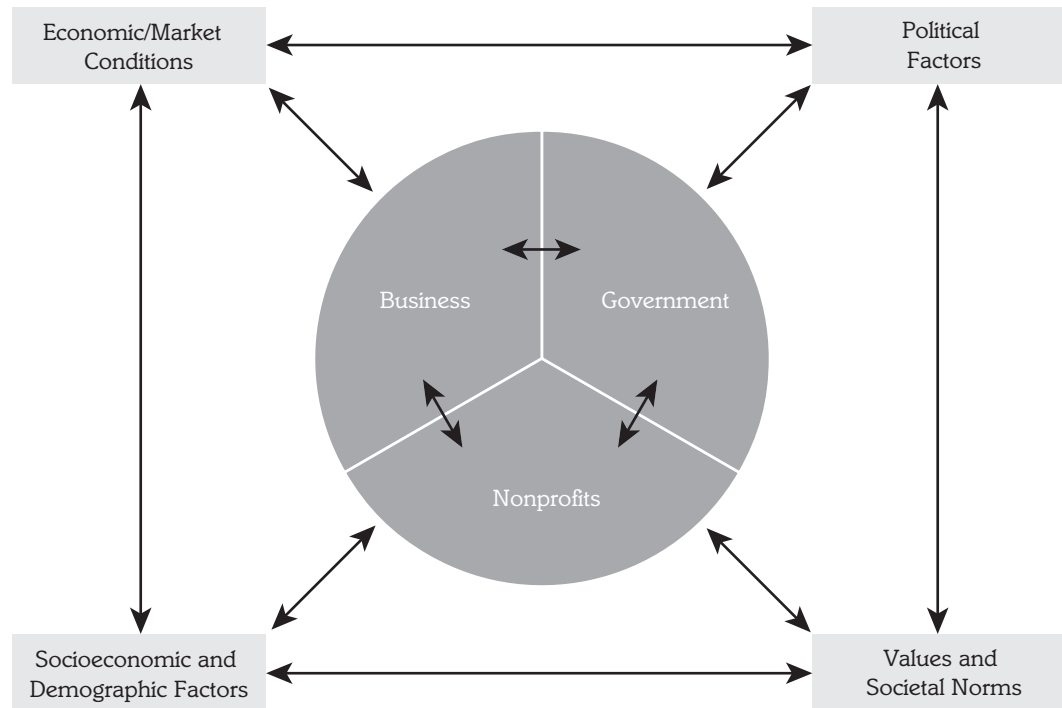 Economic/Market
Conditions
Political
Factors
Business
Government
Nonprofits
Socioeconomic and
Demographic Factors
Values and
Societal Norms